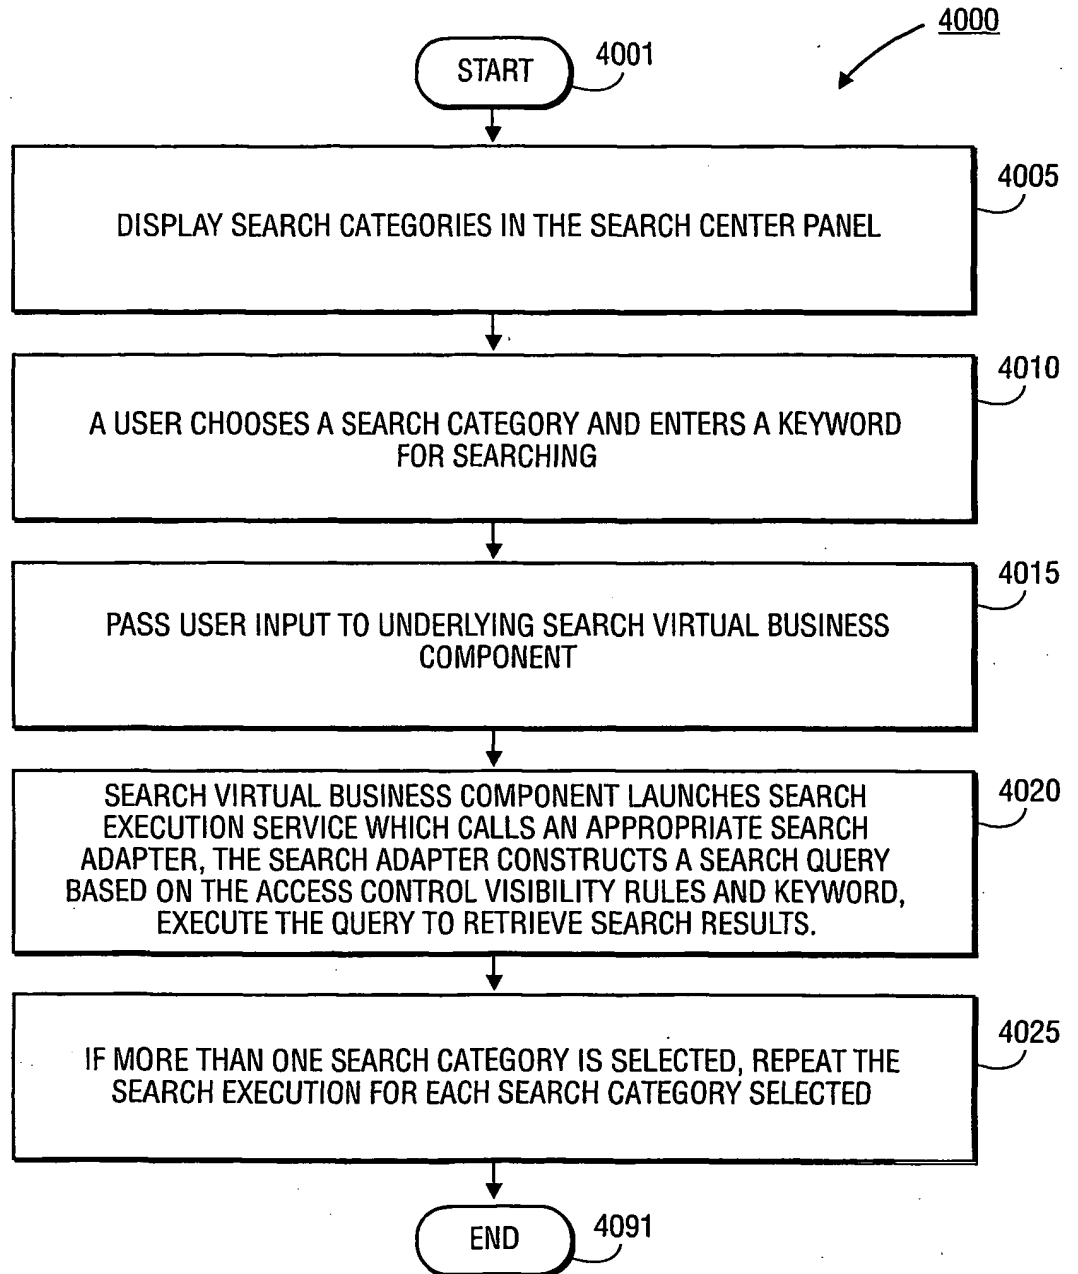 4000
START
4001
4005
DISPLAY SEARCH CATEGORIES IN THE SEARCH CENTER PANEL
4010
A USER CHOOSES A SEARCH CATEGORY AND ENTERS A KEYWORD
FOR SEARCHING
4015
PASS USER INPUT TO UNDERLYING SEARCH VIRTUAL BUSINESS
COMPONENT
4020
SEARCH VIRTUAL BUSINESS COMPONENT LAUNCHES SEARCH
EXECUTION SERVICE WHICH CALLS AN APPROPRIATE SEARCH
ADAPTER, THE SEARCH ADAPTER CONSTRUCTS A SEARCH QUERY
BASED ON THE ACCESS CONTROL VISIBILITY RULES AND KEYWORD,
EXECUTE THE QUERY TO RETRIEVE SEARCH RESULTS.
4025
IF MORE THAN ONE SEARCH CATEGORY IS SELECTED, REPEAT THE
SEARCH EXECUTION FOR EACH SEARCH CATEGORY SELECTED
END
4091